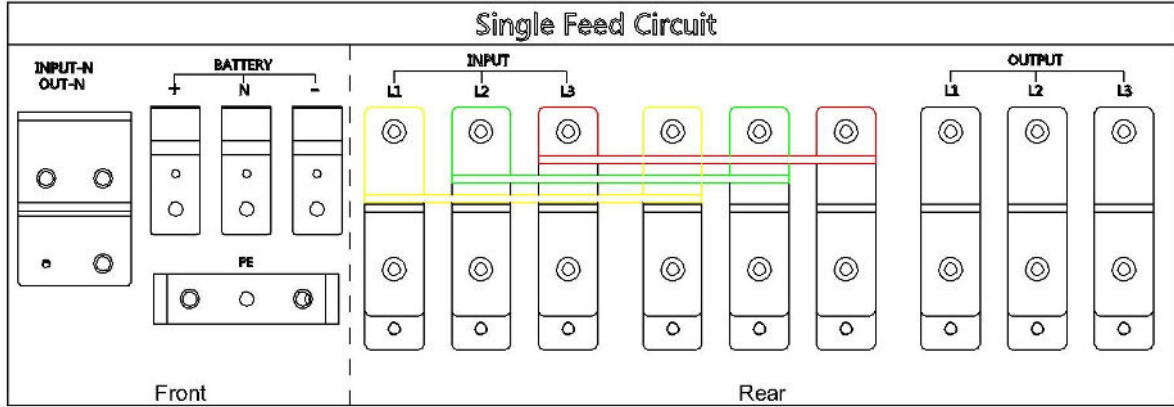 Single Feed Circuit
INPUT-N
OUT-N
BATTERY
+ N -
PE
INPUT
L1 L2 L3
OUTPUT
L1 L2 L3
Front
Rear